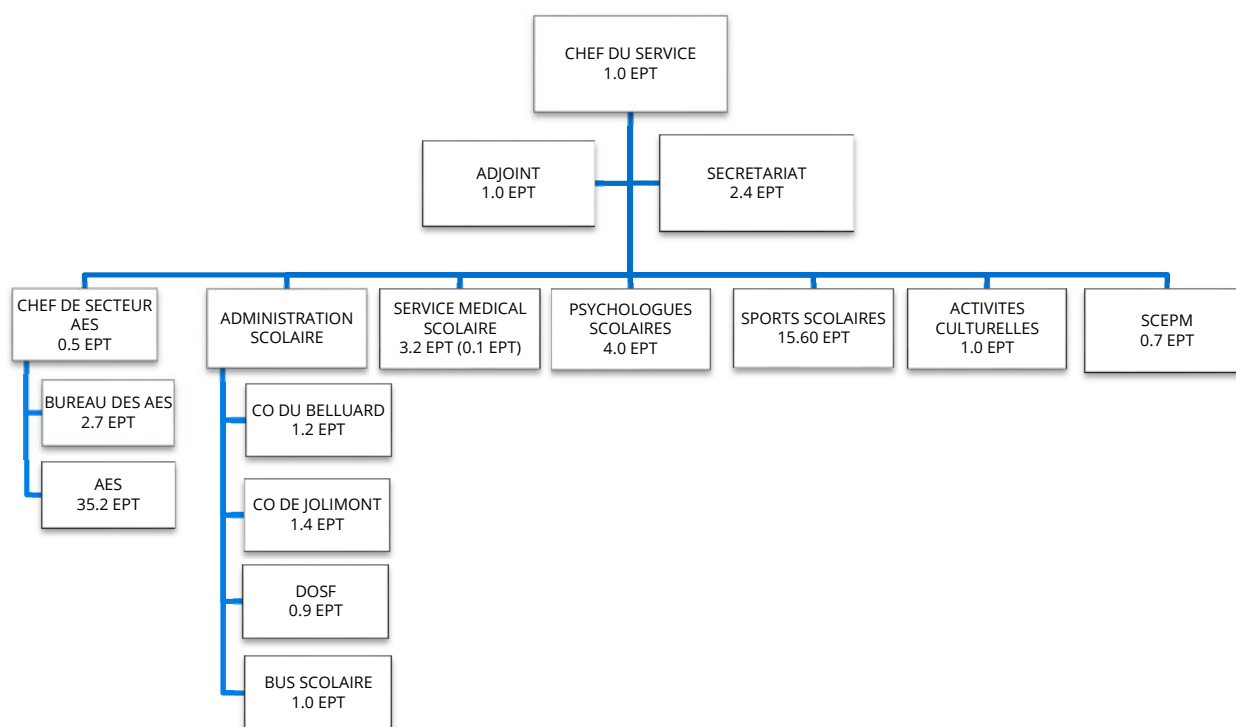 CHEF DU SERVICE
1.0 EPT
ADJOINT
1.0 EPT
SECRETARIAT
2.4 EPT
CHEF DE SECTEUR
AES
0.5 EPT
ADMINISTRATION
SCOLAIRE
SERVICE MEDICAL
SCOLAIRE
3.2 EPT (0.1 EPT)
PSYCHOLOGUES
SCOLAIRES
4.0 EPT
SPORTS SCOLAIRES
15.60 EPT
ACTIVITES
CULTURELLES
1.0 EPT
SCEPM
0.7 EPT
BUREAU DES AES
2.7 EPT
AES
35.2 EPT
CO DU BELLUARD
1.2 EPT
CO DE JOLIMONT
1.4 EPT
DOSF
0.9 EPT
BUS SCOLAIRE
1.0 EPT